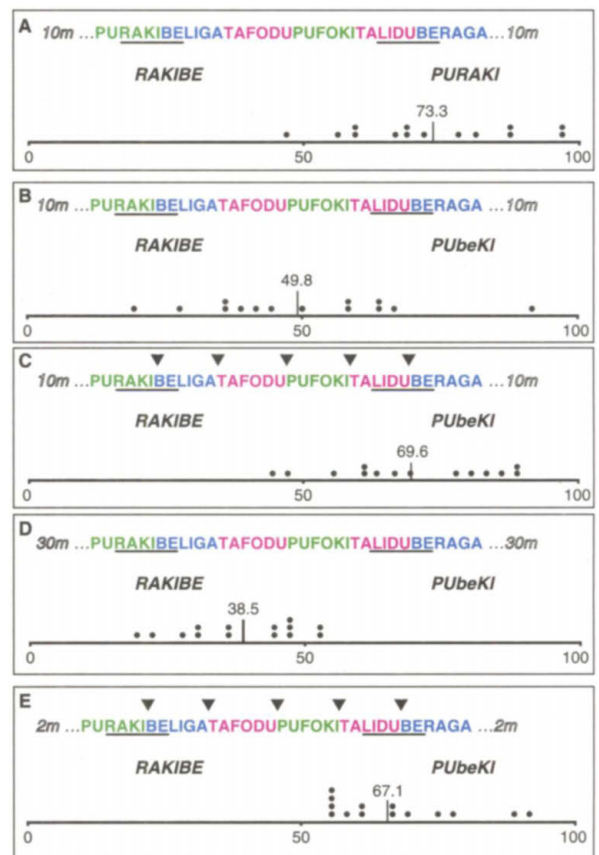 A 10m ...PURAKIBELIGATAFODUPUFOKITALIDUBERAGA...10m
RAKIBE PURAKI
73.3
0 50 100
B 10m ...PURAKIBELIGATAFODUPUFOKITALIDUBERAGA ...10m
RAKIBE PUbeKI
49.8
0 50 100
C
10m ...PURAKIBELIGATAFODUPUFOKITALIDUBERAGA ...10m
RAKIBE PUbeKI
69.6
0 50 100
D
30m ...PURAKIBELIGATAFODUPUFOKITALIDUBERAGA ...30m
RAKIBE PUbeKI
38.5
0 50 100
E
2m ...PURAKIBELIGATAFODUPUFOKITALIDUBERAGA ...2m
RAKIBE PUbeKI
67.1
0 50 100